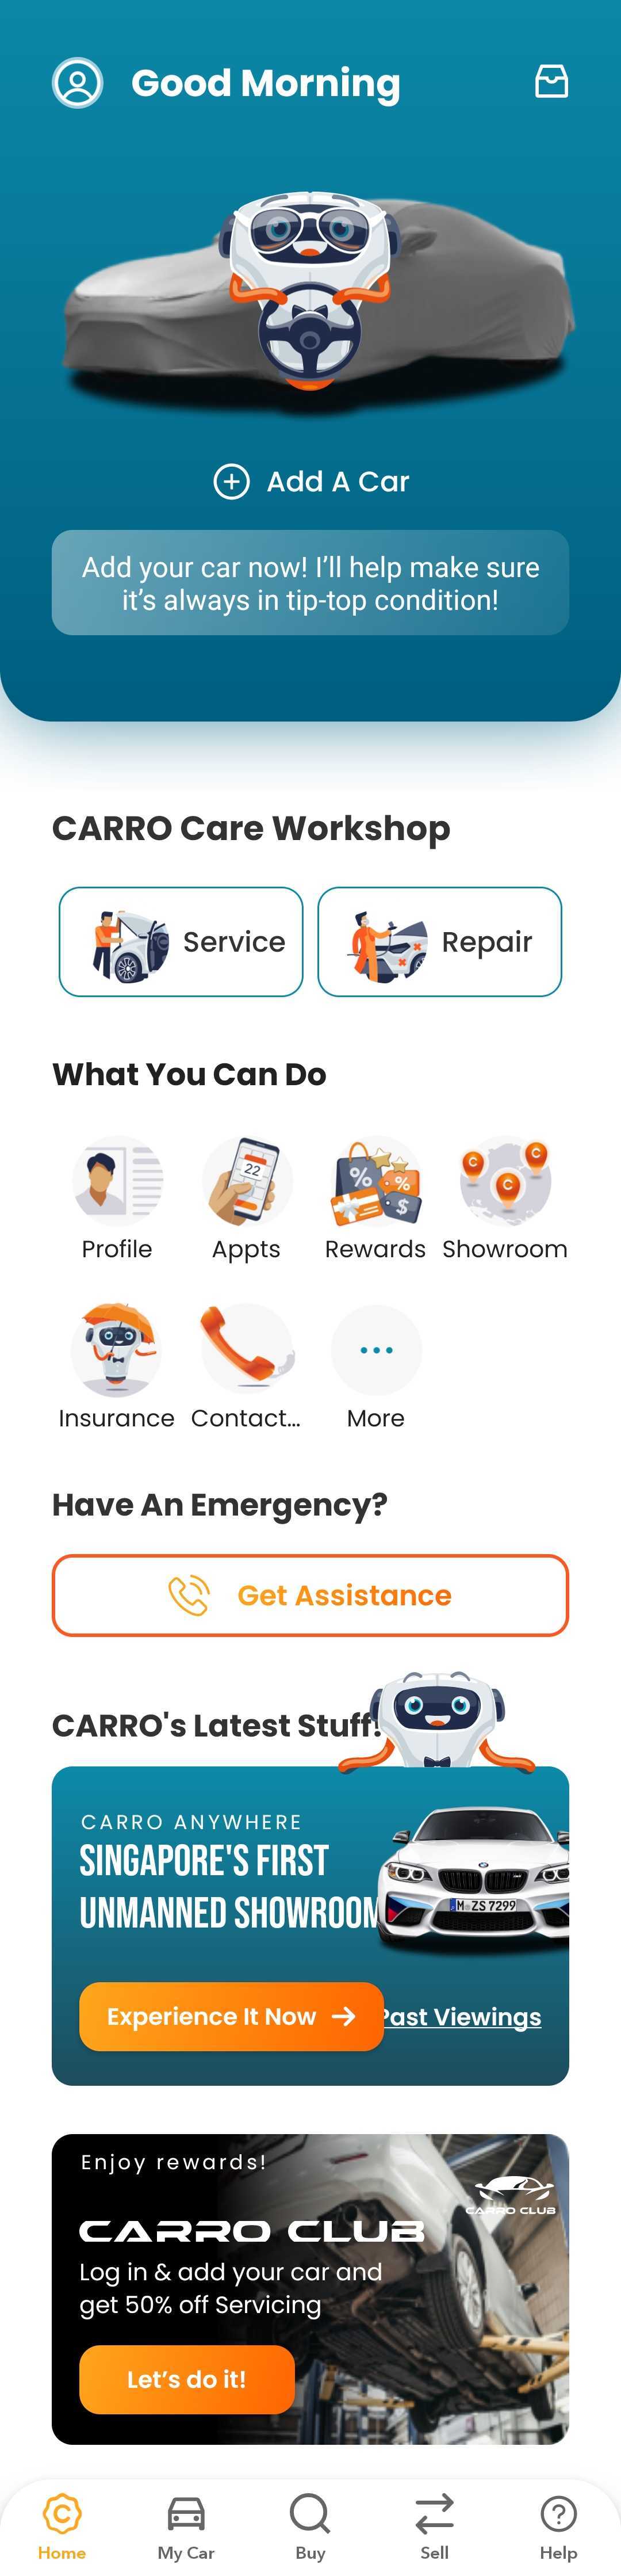 Good Morning
Add A Car
Add your car now! I'll help make sure
it's always in tip-top condition!
CARRO Care Workshop
Service
Repair
What You Can Do
22
Profile
Appts
Rewards
Showroom
Insurance
Contact...
More
Have An Emergency?
Get Assistance
CARRO's Latest Stuff!
CARRO ANYWHERE
SINGAPORE'S FIRST
UNMANNED SHOWROOM
M ZS 7299
Experience It Now
Past Viewings
Enjoy rewards!
CARRO CLUB
CARRO CLUB
Log in & add your car and
get 50% off Servicing
Let's do it!
Home
My Car
Buy
Sell
Help